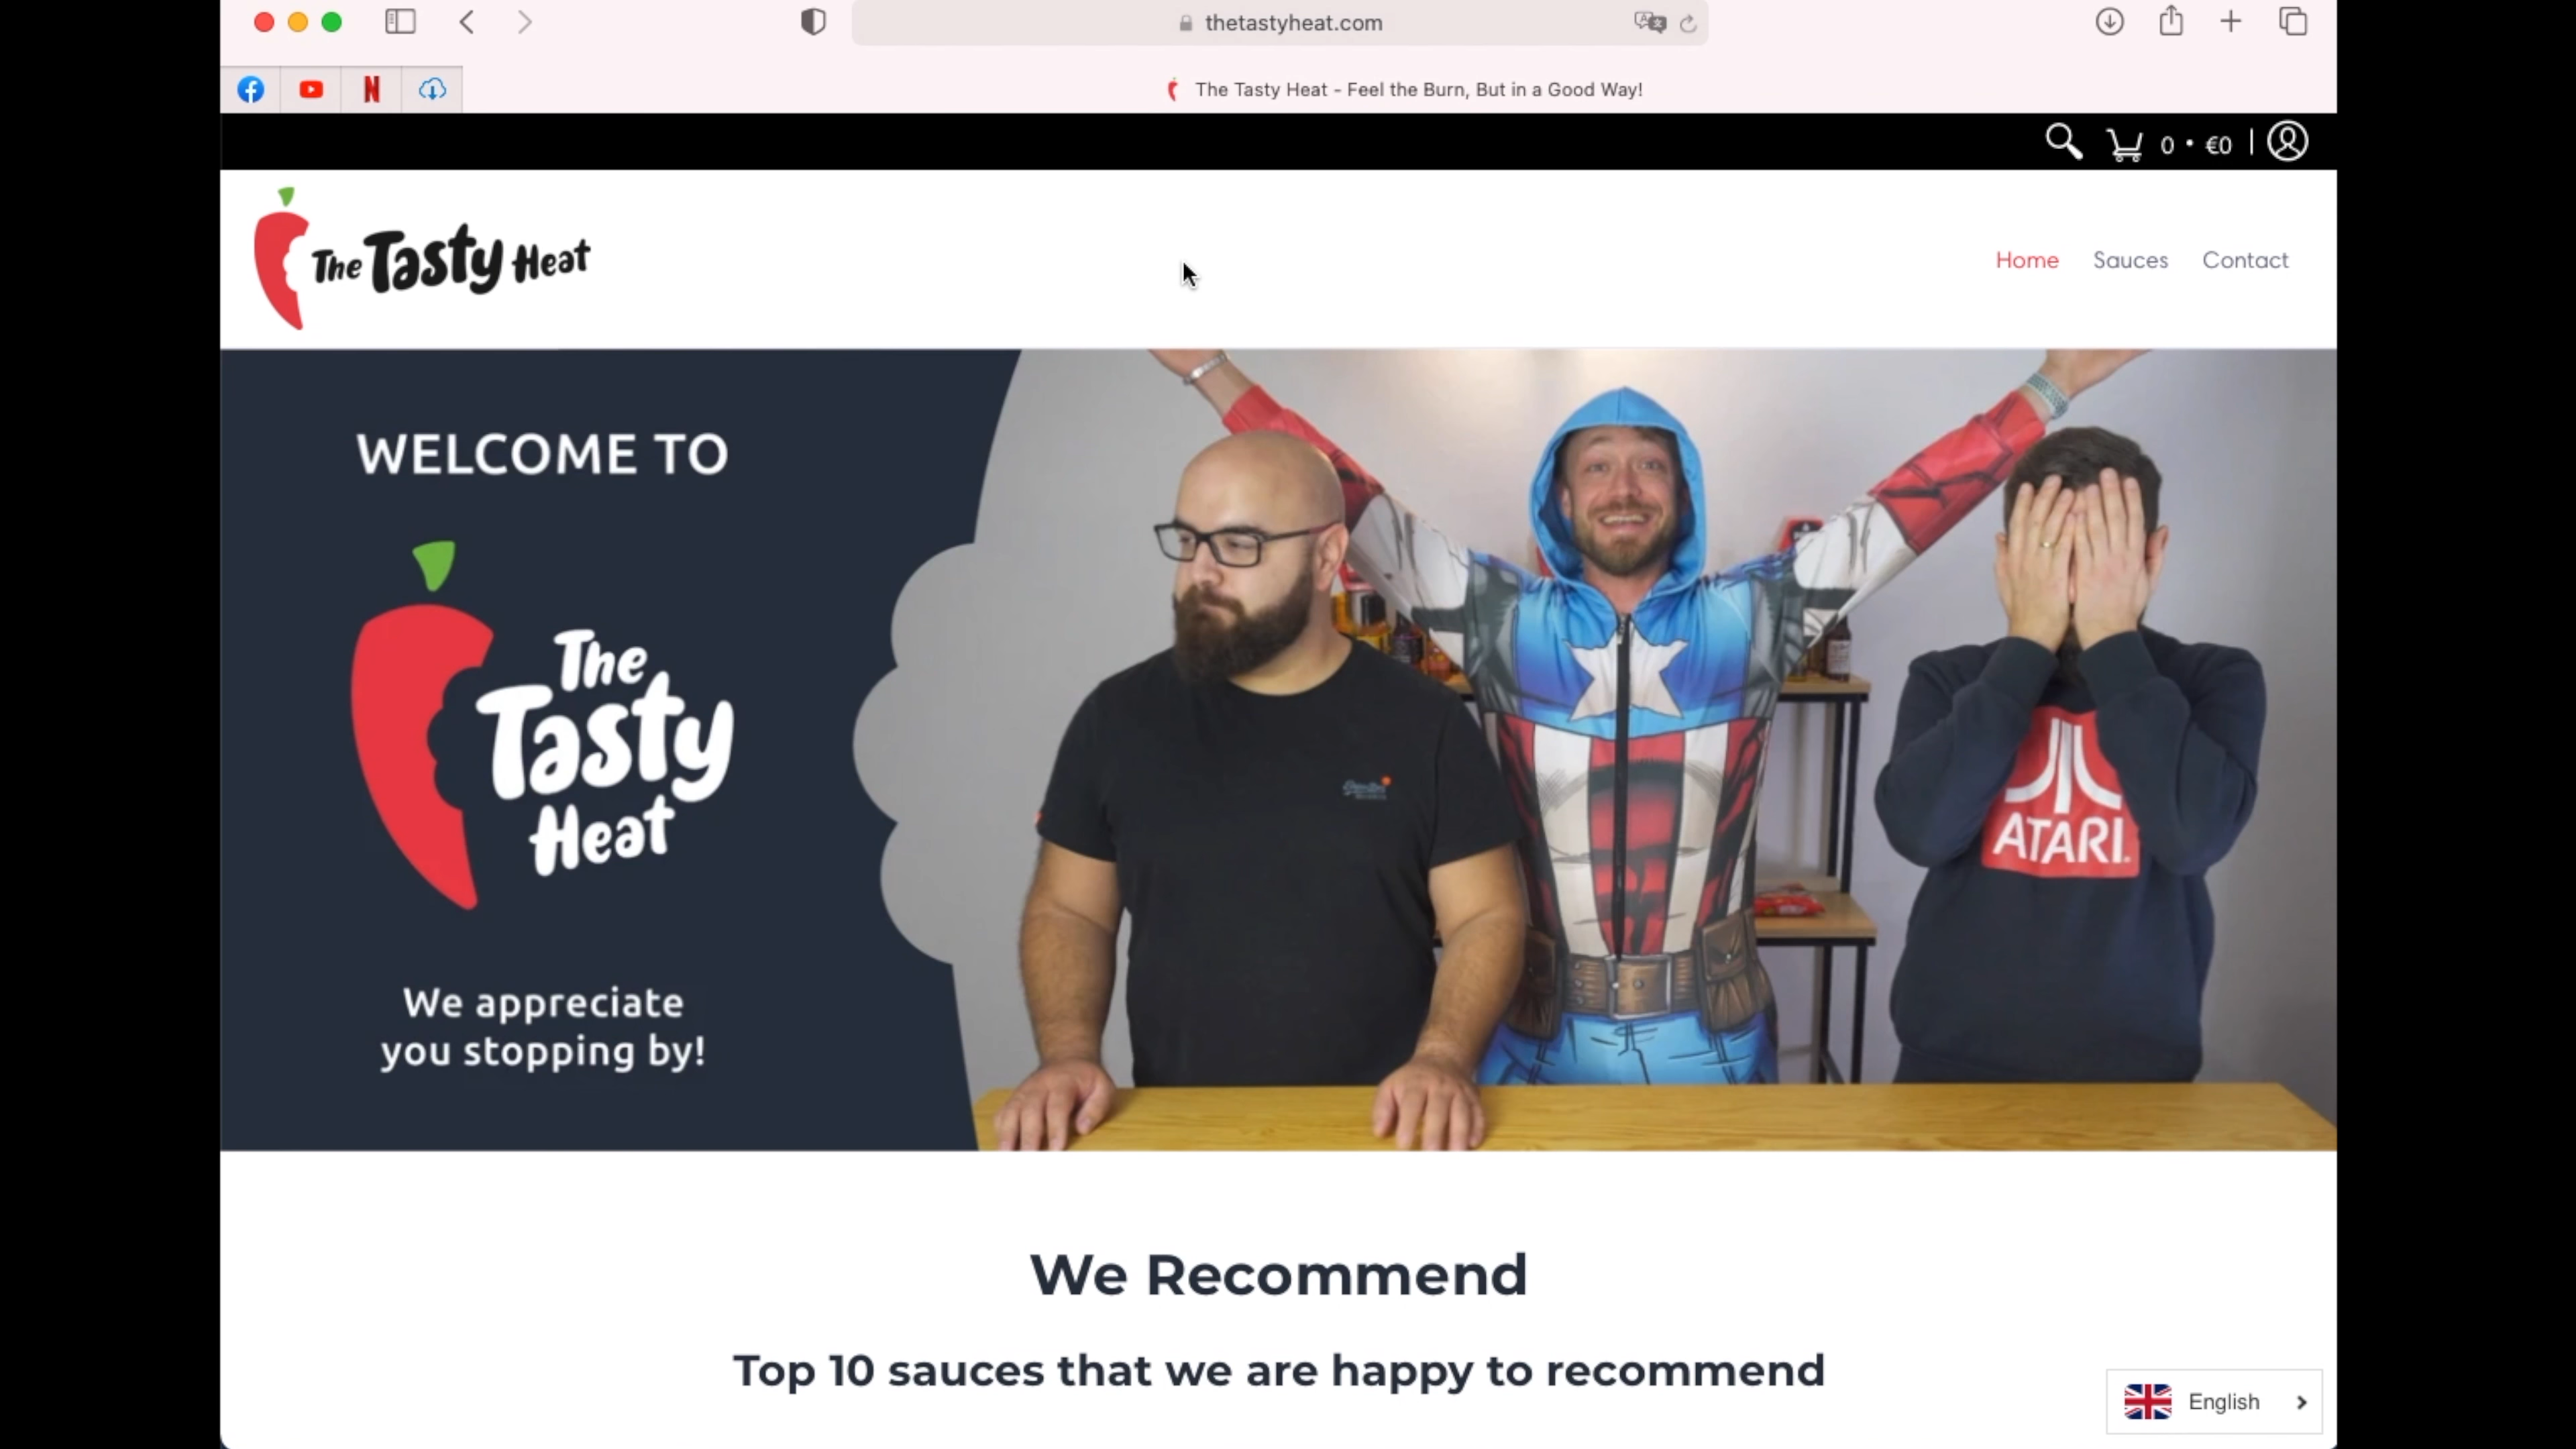 thetastyheat.com
The Tasty Heat - Feel the Burn, But in a Good Way!
0 • €0
The Tasty Heat
Home Sauces Contact
WELCOME TO
The
Tasty
Heat
We appreciate
you stopping by!
ATARI
We Recommend
Top 10 sauces that we are happy to recommend
English